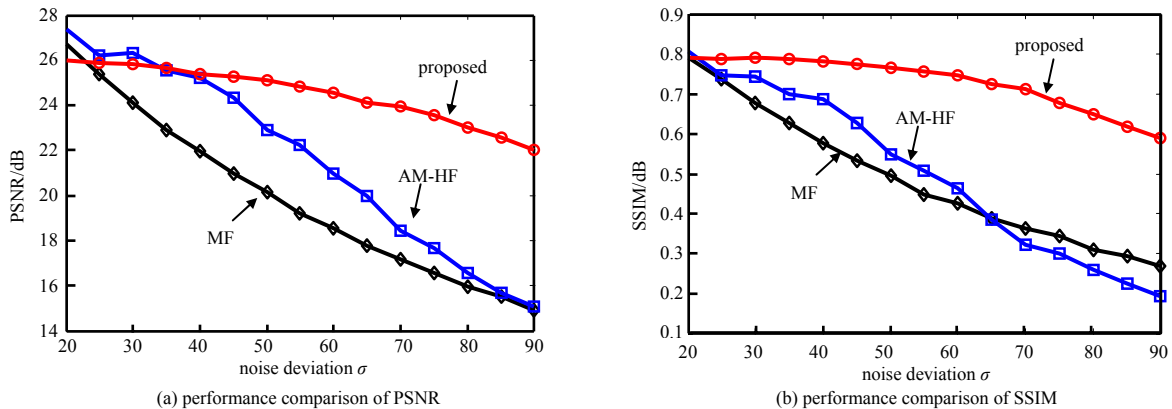 28
26
24
22
20
18
16
14
PSNR/dB
proposed
AM-HF
MF
20 30 40 50 60 70 80 90
noise deviation σ
(a) performance comparison of PSNR
0.9
0.8
0.7
0.6
0.5
0.4
0.3
0.2
0.1
SSIM/dB
proposed
AM-HF
MF
20 30 40 50 60 70 80 90
noise deviation σ
(b) performance comparison of SSIM